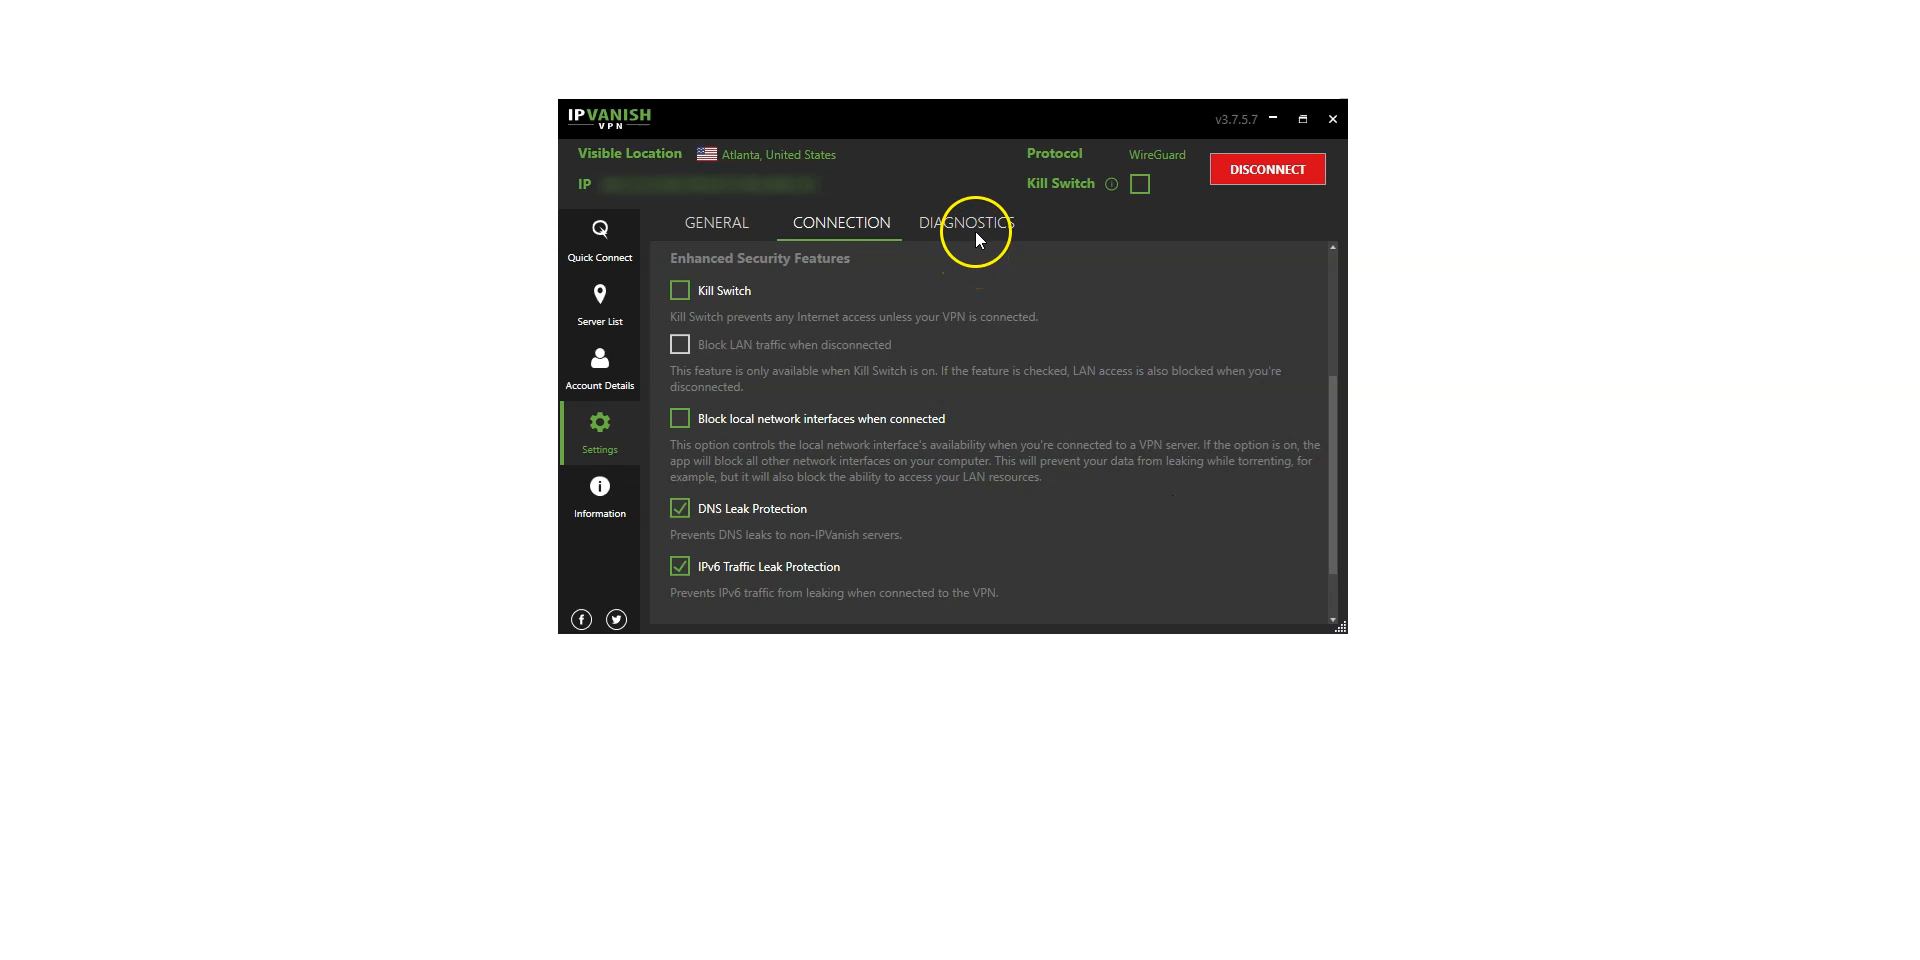 IPVANISH
VPN
v3.7.5.7
Visible Location Atlanta, United States
Protocol WireGuard
DISCONNECT
IP
Kill Switch
GENERAL CONNECTION DIAGNOSTICS
Quick Connect
Server List
Account Details
Settings
Information
Enhanced Security Features
Kill Switch
Kill Switch prevents any Internet access unless your VPN is connected.
Block LAN traffic when disconnected
This feature is only available when Kill Switch is on. If the feature is checked, LAN access is also blocked when you're
disconnected.
Block local network interfaces when connected
This option controls the local network interface's availability when you're connected to a VPN server. If the option is on, the
app will block all other network interfaces on your computer. This will prevent your data from leaking while torrenting, for
example, but it will also block the ability to access your LAN resources.
DNS Leak Protection
Prevents DNS leaks to non-IPVanish servers.
IPv6 Traffic Leak Protection
Prevents IPv6 traffic from leaking when connected to the VPN.